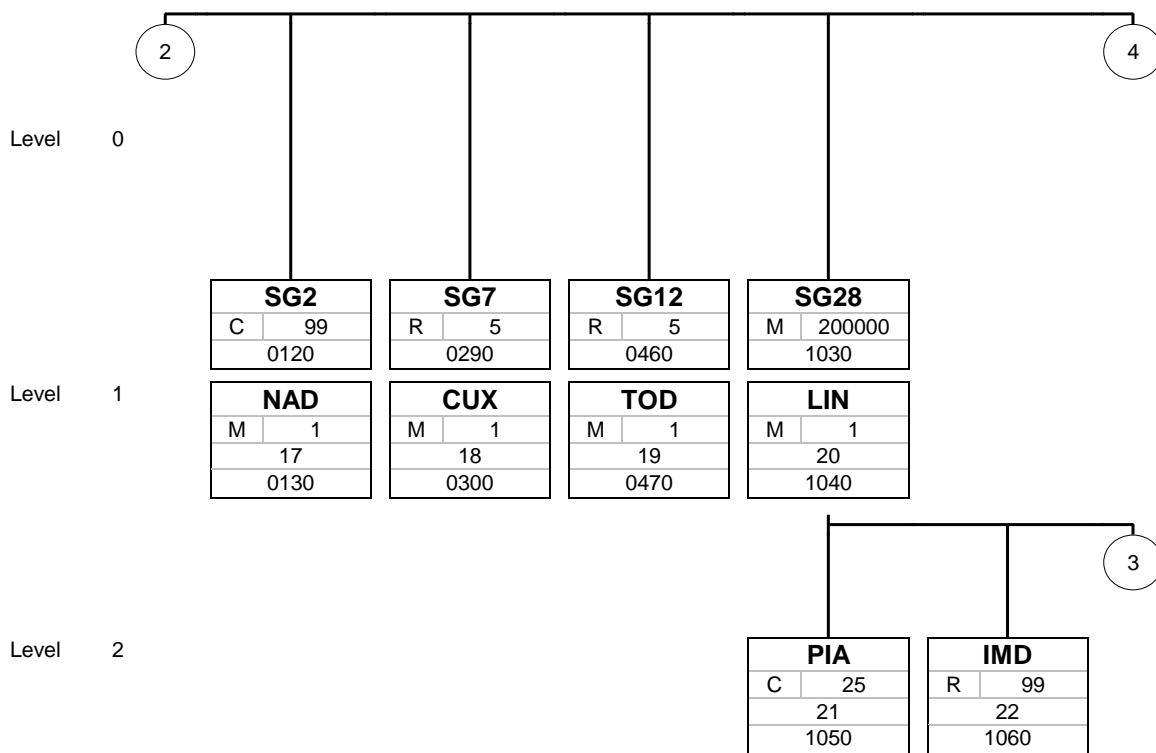 2 4
Level 0
SG2 SG7 SG12 SG28
C 99 R 5 R 5 M 200000
0120 0290 0460 1030
Level 1
NAD CUX TOD LIN
M 1 M 1 M 1 M 1
17 18 19 20
0130 0300 0470 1040
3
Level 2
PIA IMD
C 25 R 99
21 22
1050 1060